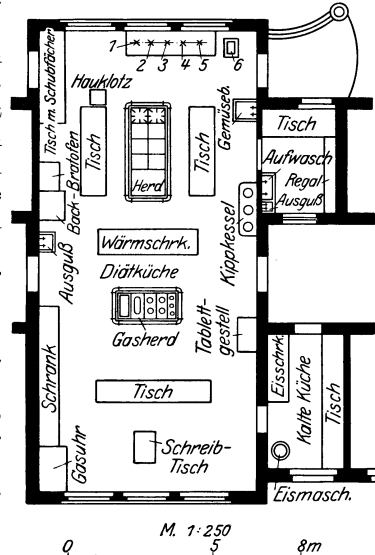 1
2 3 4 5
6
Tisch m. Schubfächer
Hauklotz
Gemüseb.
Tisch
Tisch
Herd
Tisch
Aufwasch
Regal
Ausguß
Back-Bratofen
Ausguß
Wärmschrk.
Diätküche
Kippkessel
Gasherd
Tablett-
gestell
Schrank
Tisch
Eisschrk.
Kalte Küche
Tisch
Gasuhr
Schreib-
Tisch
Eismasch.
M. 1:250
0 5 8m